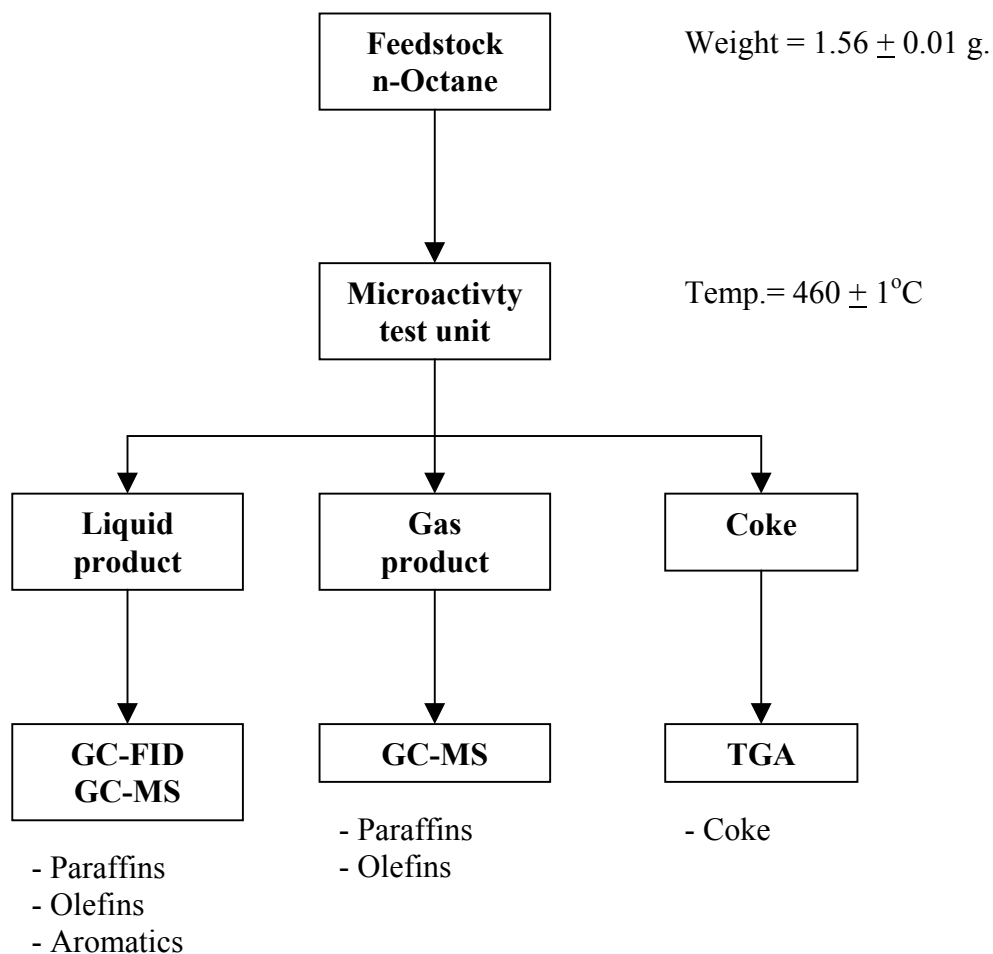 Feedstock
n-Octane
Weight = 1.56 ± 0.01 g.
Microactivty
test unit
Temp.= 460 ± 1°C
Liquid
product
Gas
product
Coke
GC-FID
GC-MS
GC-MS
TGA
- Paraffins
- Olefins
- Aromatics
- Paraffins
- Olefins
- Coke